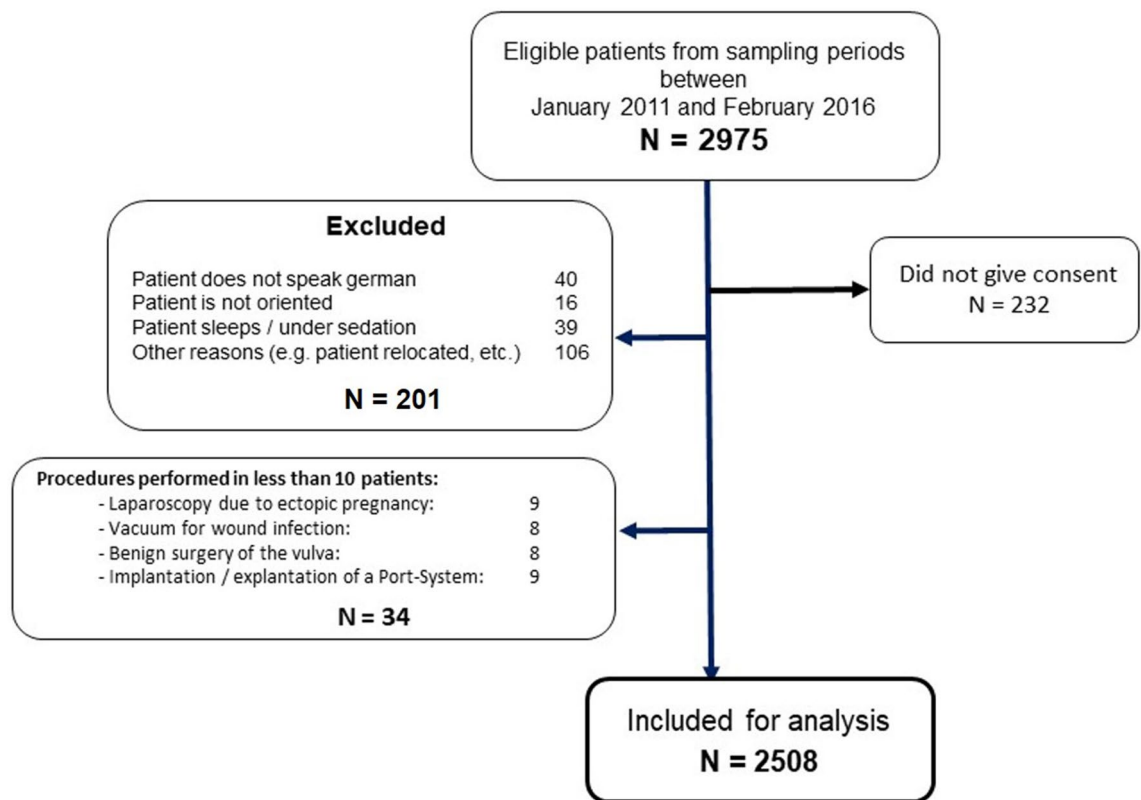 Eligible patients from sampling periods
between
January 2011 and February 2016
N = 2975
Excluded
Patient does not speak german 40
Patient is not oriented 16
Patient sleeps / under sedation 39
Other reasons (e.g. patient relocated, etc.) 106
N = 201
Did not give consent
N = 232
Procedures performed in less than 10 patients:
- Laparoscopy due to ectopic pregnancy: 9
- Vacuum for wound infection: 8
- Benign surgery of the vulva: 8
- Implantation / explantation of a Port-System: 9
N = 34
Included for analysis
N = 2508